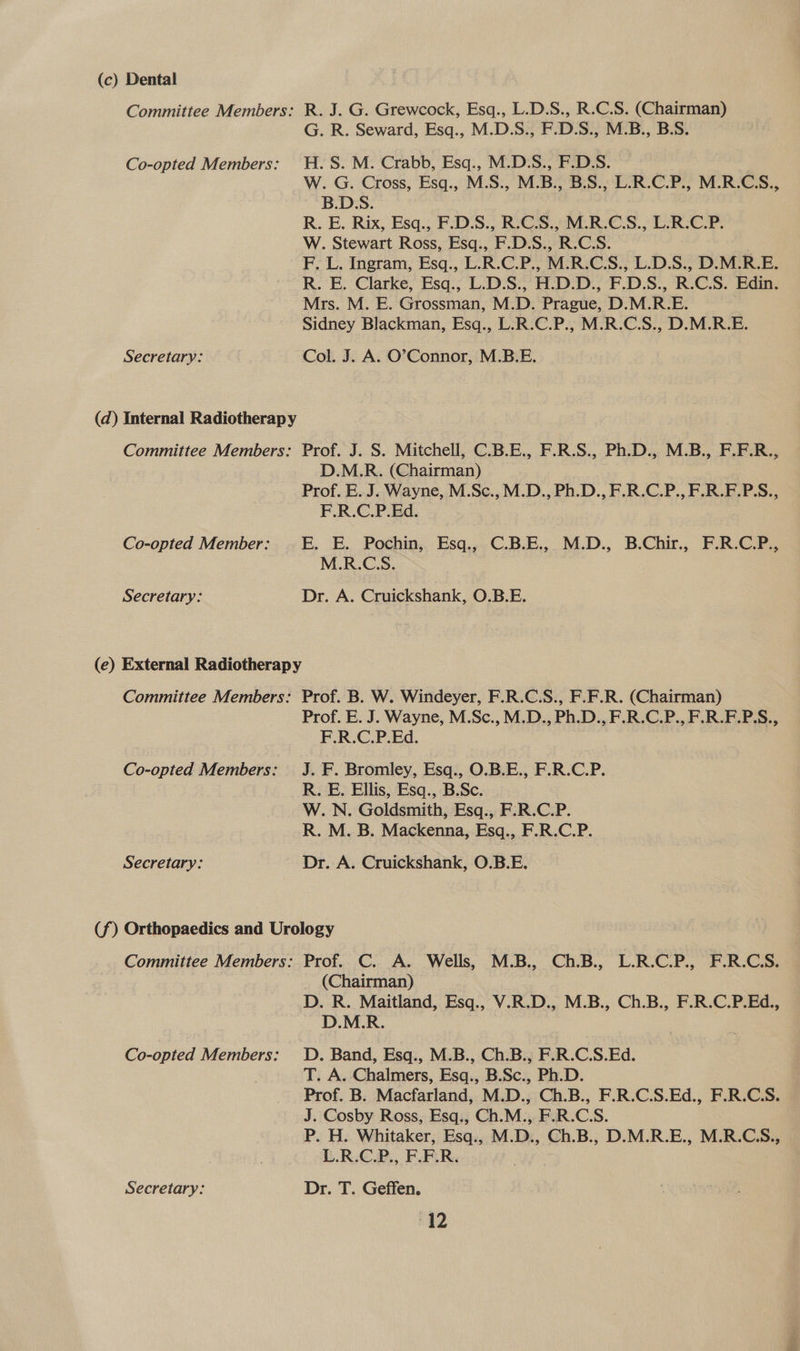 (c) Dental
Committee Members: R. J. G. Grewcock, Esq., L.D.S., R.C.S. (Chairman)
G. R. Seward, Esq., M.D.S., F.D.S., M.B., B.S.
Co-opted Members: H. S. M. Crabb, Esq., M.D.S., F.D.S.
W. G. Cross, Esq., M.S., M.B., B.S., L.R.C.P., M.R.C.S.,
B.D.S.
R. E. Rix, Esq., F.D.S., R.C.S., M.R.C.S., L.R.C.P.
W. Stewart Ross, Esq., F.D.S., R.C.S.
F. L. Ingram, Esq., L.R.C.P., M.R.C.S., L.D.S., D.M.R.E.
R. E. Clarke, Esq., L.D.S., H.D.D., F.D.S., R.C.S. Edin.
Mrs. M. E. Grossman, M.D. Prague, D.M.R.E.
Sidney Blackman, Esq., L.R.C.P., M.R.C.S., D.M.R.E.
Secretary: Col. J. A. O'Connor, M.B.E.
(d) Internal Radiotherapy
Committee Members: Prof. J. S. Mitchell, C.B.E., F.R.S., Ph.D., M.B., F.F.R.,
D.M.R. (Chairman)
Prof. E. J. Wayne, M.Sc., M.D., Ph.D., F.R.C.P., F.R.F.P.S.,
F.R.C.P.Ed.
Co-opted Member: E. E. Pochin, Esq., C.B.E., M.D., B.Chir., F.R.C.P.,
M.R.C.S.
Secretary: Dr. A. Cruickshank, O.B.E.
(e) External Radiotherapy
Committee Members: Prof. B. W. Windeyer, F.R.C.S., F.F.R. (Chairman)
Prof. E. J. Wayne, M.Sc., M.D., Ph.D., F.R.C.P., F.R.F.P.S.,
F.R.C.P.Ed.
Co-opted Members: J. F. Bromley, Esq., O.B.E., F.R.C.P.
R. E. Ellis, Esq., B.Sc.
W. N. Goldsmith, Esq., F.R.C.P.
R. M. B. Mackenna, Esq., F.R.C.P.
Secretary: Dr. A. Cruickshank, O.B.E.
(f) Orthopaedics and Urology
Committee Members: Prof. C. A. Wells, M.B., Ch.B., L.R.C.P., F.R.C.S.
(Chairman)
D. R. Maitland, Esq., V.R.D., M.B., Ch.B., F.R.C.P.Ed.,
D.M.R.
Co-opted Members: D. Band, Esq., M.B., Ch.B., F.R.C.S.Ed.
T. A. Chalmers, Esq., B.Sc., Ph.D.
Prof. B. Macfarland, M.D., Ch.B., F.R.C.S.Ed., F.R.C.S.
J. Cosby Ross, Esq., Ch.M., F.R.C.S.
P. H. Whitaker, Esq., M.D., Ch.B., D.M.R.E., M.R.C.S.,
L.R.C.P., F.F.R.
Secretary: Dr. T. Geffen.
12